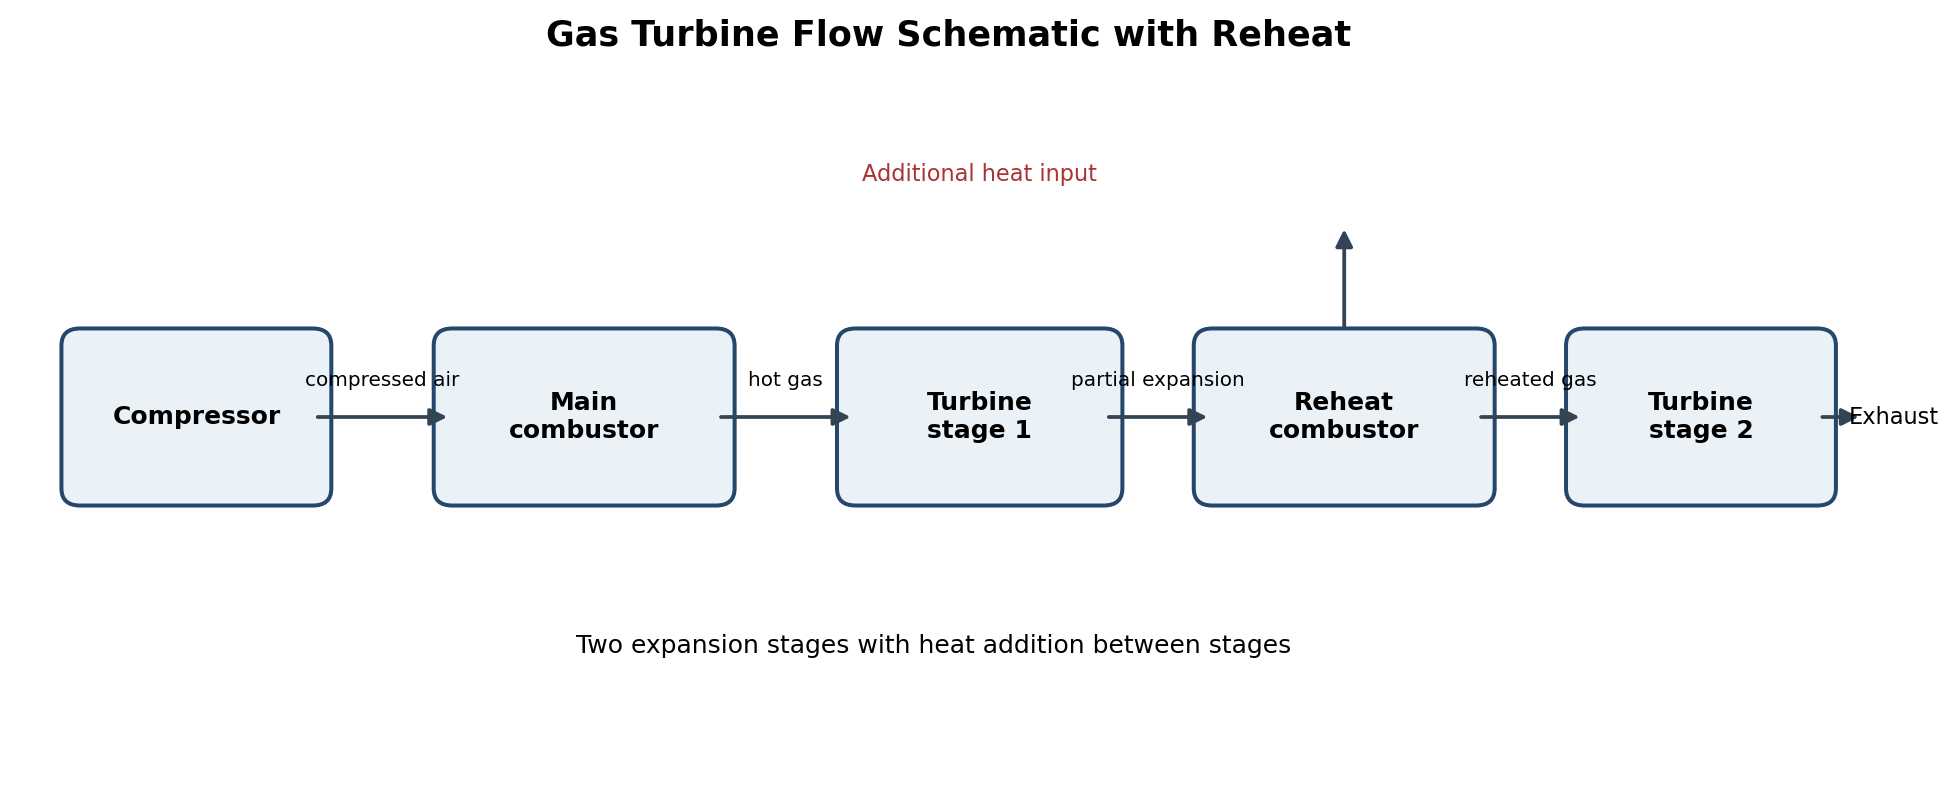 Gas Turbine Flow Schematic with Reheat
Additional heat input
compressed air
hot gas
partial expansion
reheated gas
Compressor
Main
combustor
Turbine
stage 1
Reheat
combustor
Turbine
stage 2
Exhaust
Two expansion stages with heat addition between stages